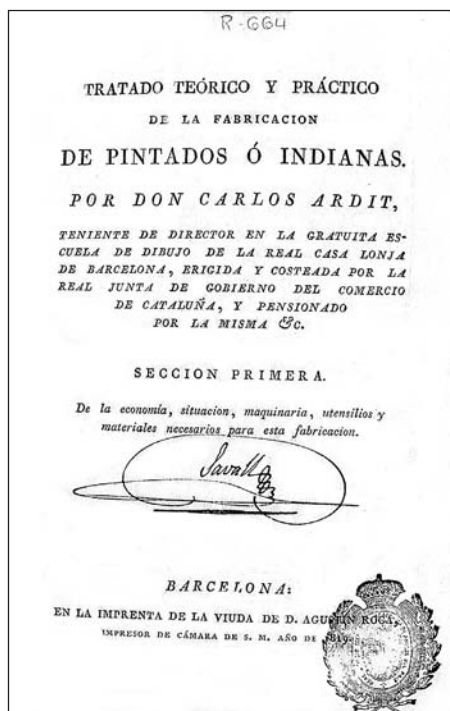 R-664
TRATADO TEÓRICO Y PRÁCTICO
DE LA FABRICACION
DE PINTADOS Ó INDIANAS.
POR DON CARLOS ARDIT,
TENIENTE DE DIRECTOR EN LA GRATUITA ES-
CUELA DE DIBUJO DE LA REAL CASA LONJA
DE BARCELONA, ERIGIDA Y COSTEADA POR LA
REAL JUNTA DE GOBIERNO DEL COMERCIO
DE CATALUÑA, Y PENSIONADO
POR LA MISMA &c.
SECCION PRIMERA.
De la economía, situacion, maquinaria, utensilios y
materiales necesarios para esta fabricacion.
BARCELONA:
EN LA IMPRENTA DE LA VIUDA DE D. AGUSTIN ROCA,
IMPRESOR DE CÁMARA DE S. M. AÑO DE 1819.